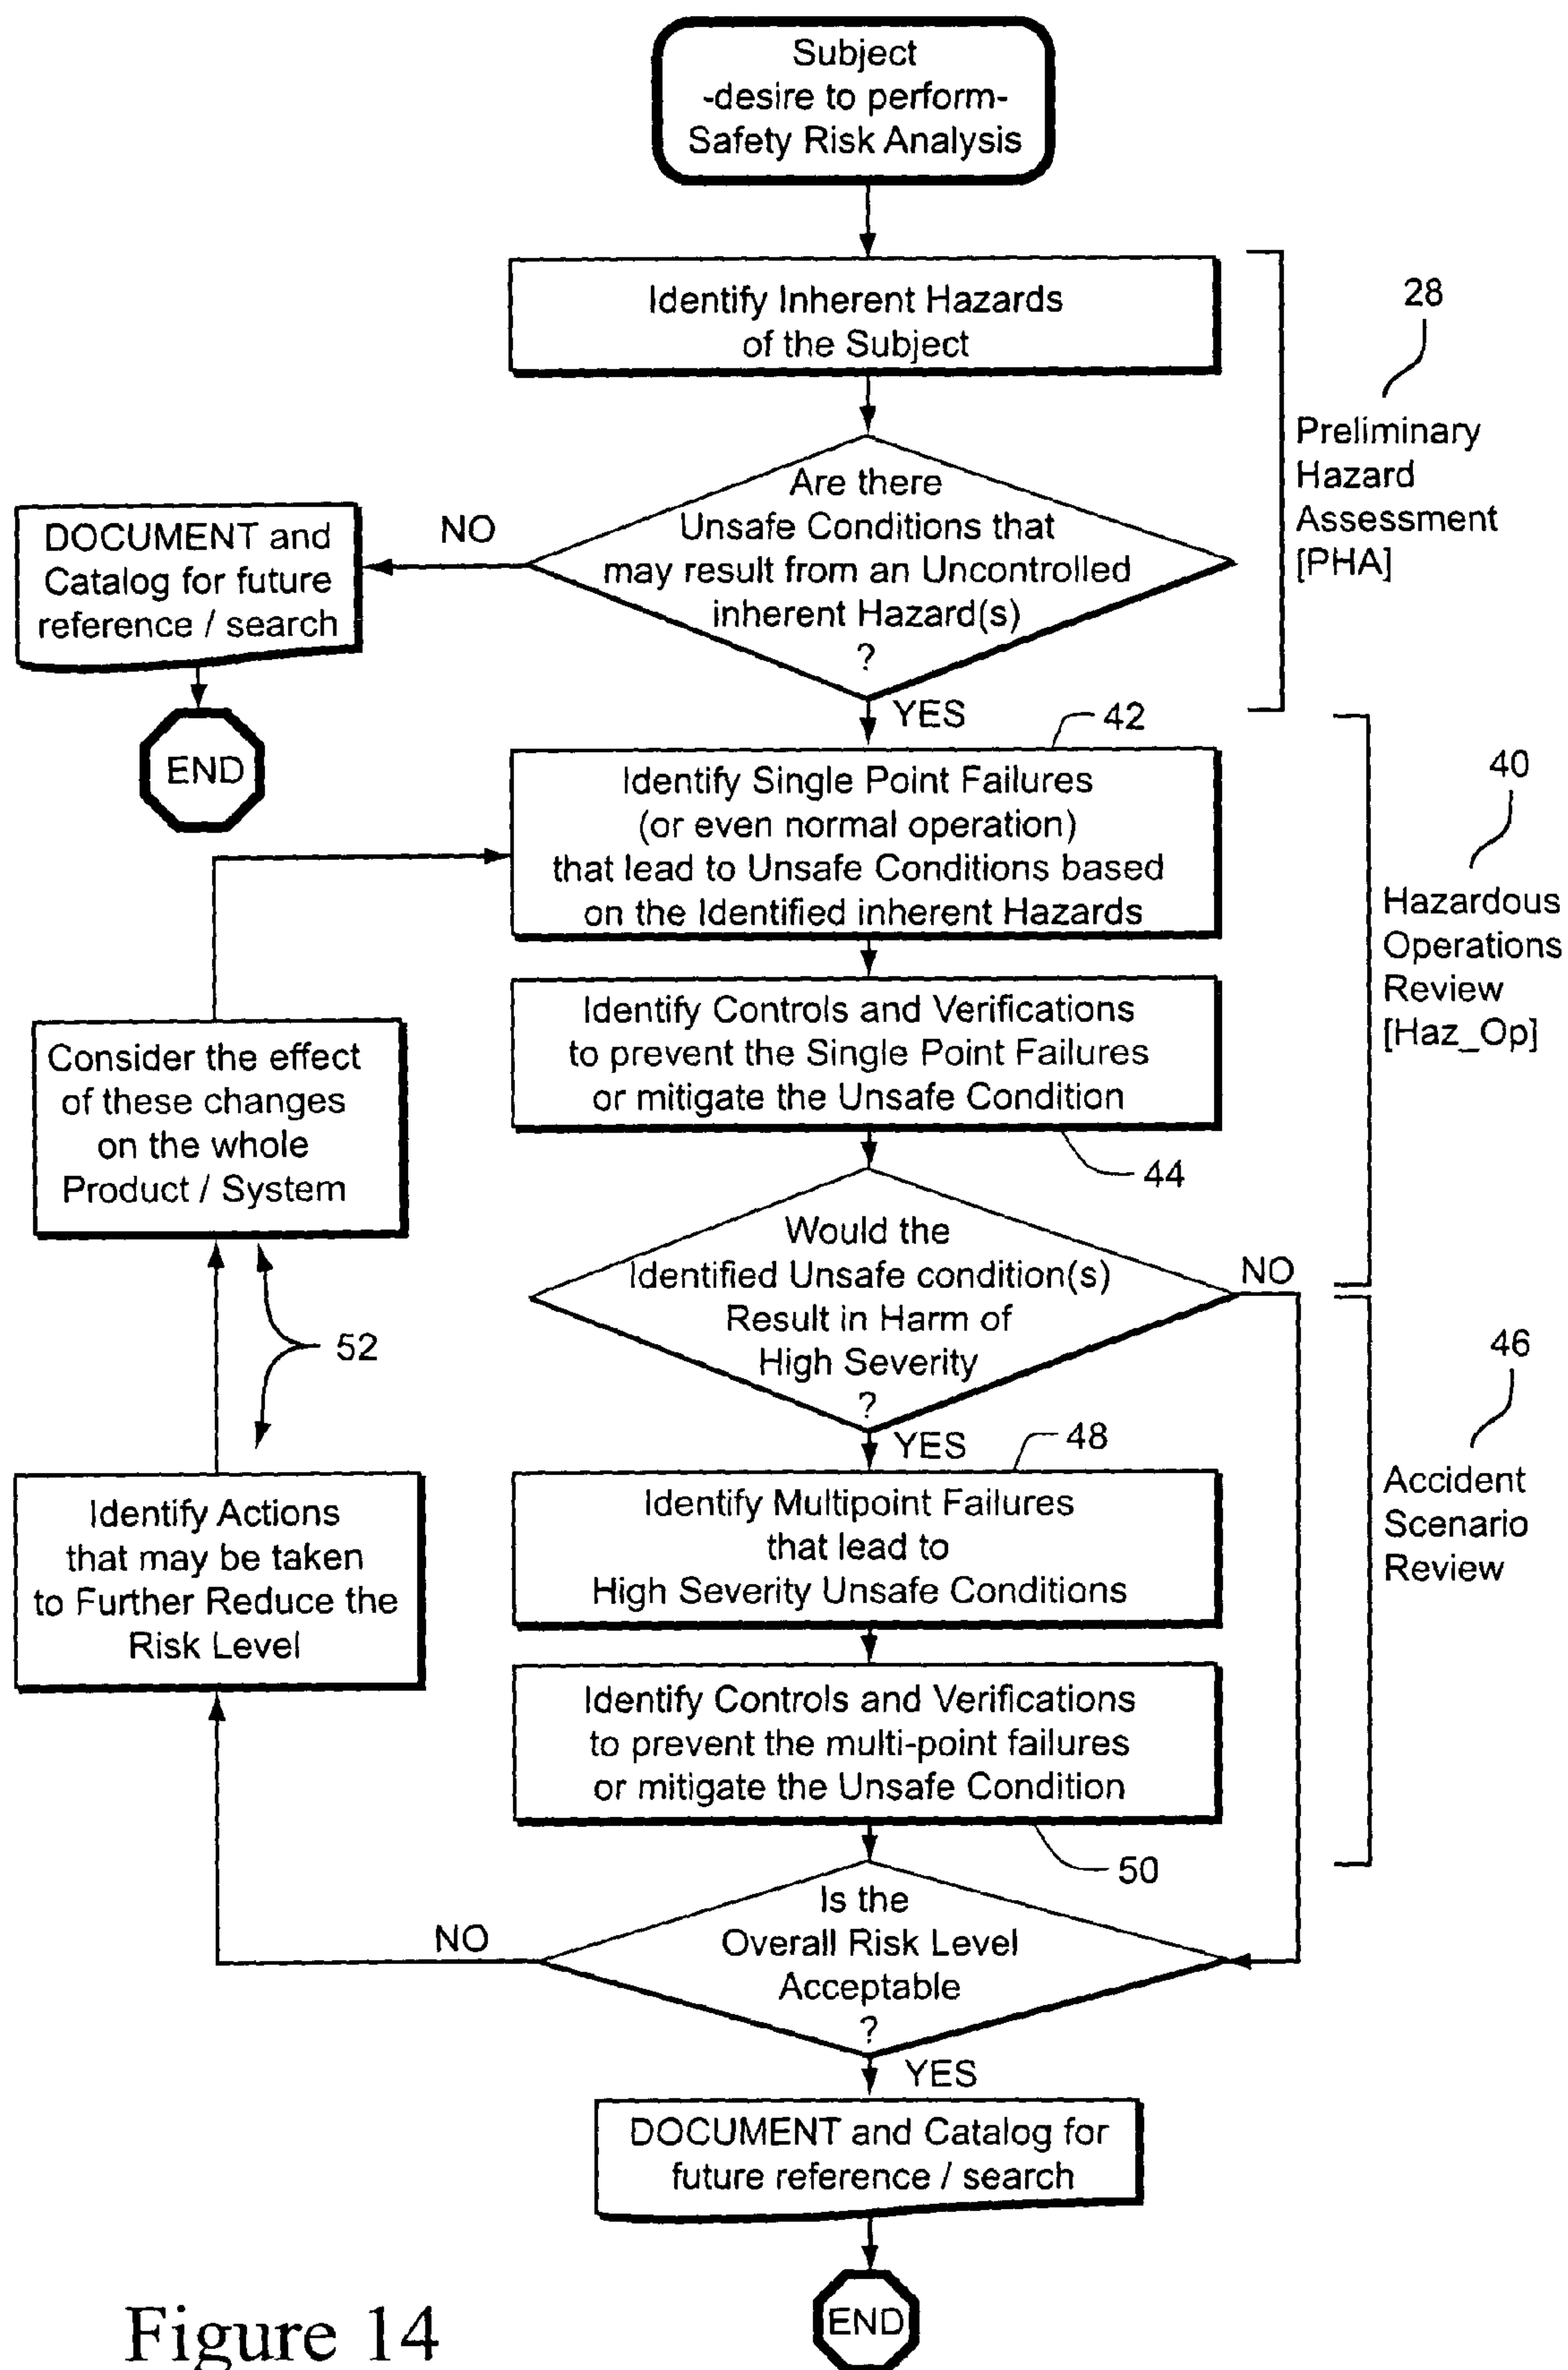 Subject
-desire to perform-
Safety Risk Analysis
Identify Inherent Hazards
of the Subject
28
Preliminary
Hazard
Assessment
[PHA]
Are there
Unsafe Conditions that
may result from an Uncontrolled
inherent Hazard(s)
?
NO
DOCUMENT and
Catalog for future
reference / search
END
YES
42
Identify Single Point Failures
(or even normal operation)
that lead to Unsafe Conditions based
on the Identified inherent Hazards
40
Hazardous
Operations
Review
[Haz_Op]
Identify Controls and Verifications
to prevent the Single Point Failures
or mitigate the Unsafe Condition
44
Consider the effect
of these changes
on the whole
Product / System
Would the
Identified Unsafe condition(s)
Result in Harm of
High Severity
?
NO
52
46
Accident
Scenario
Review
YES
48
Identify Multipoint Failures
that lead to
High Severity Unsafe Conditions
Identify Actions
that may be taken
to Further Reduce the
Risk Level
Identify Controls and Verifications
to prevent the multi-point failures
or mitigate the Unsafe Condition
50
Is the
Overall Risk Level
Acceptable
?
NO
YES
DOCUMENT and Catalog for
future reference / search
END
Figure 14